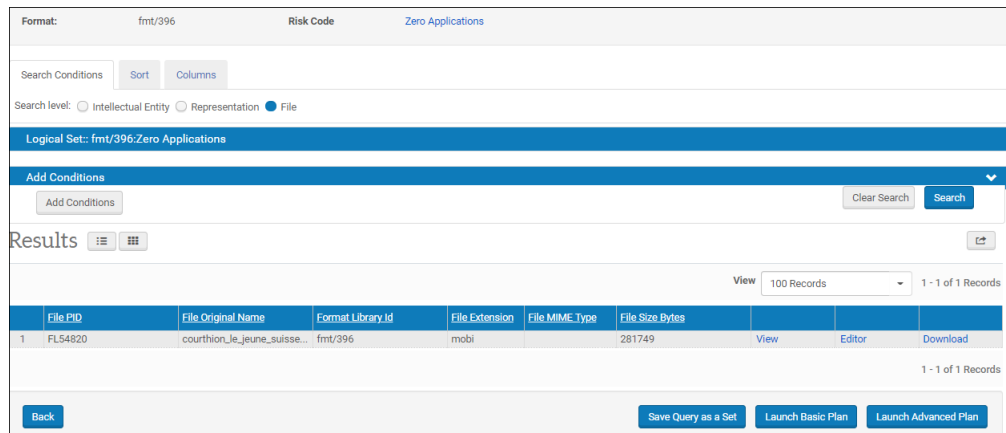 Format: fmt/396 Risk Code Zero Applications
Search Conditions Sort Columns
Search level: Intellectual Entity Representation File
Logical Set:: fmt/396:Zero Applications
Add Conditions
Add Conditions Clear Search Search
Results
View 100 Records 1 - 1 of 1 Records
File PID File Original Name Format Library Id File Extension File MIME Type File Size Bytes
1 FL54820 courthion_le_jeune_suisse... fmt/396 mobi 281749 View Editor Download
1 - 1 of 1 Records
Back Save Query as a Set Launch Basic Plan Launch Advanced Plan